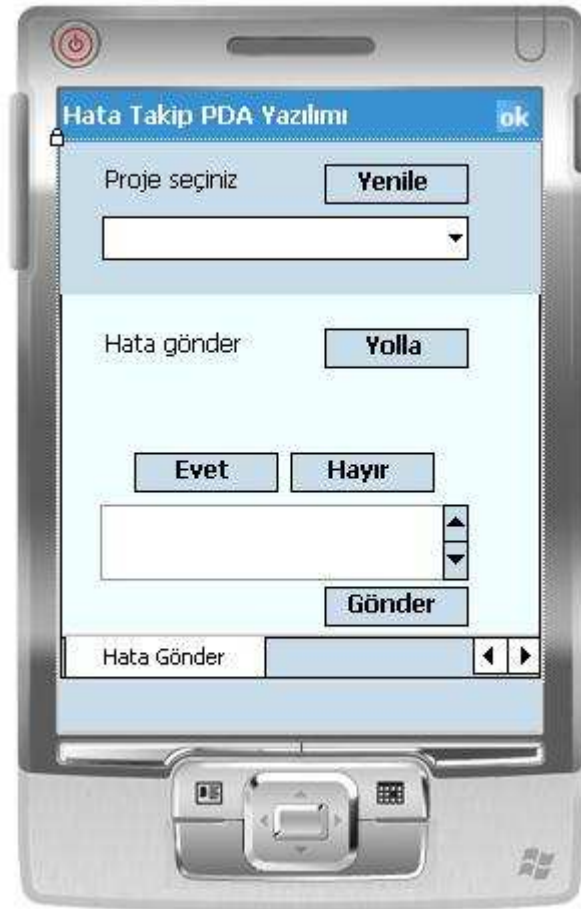 Hata Takip PDA Yazılımı ok
Proje seçiniz Yenile
Hata gönder Yolla
Evet Hayır
Gönder
Hata Gönder